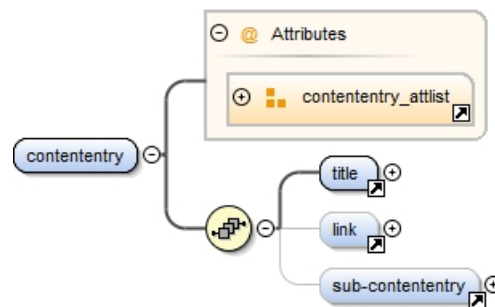 @ Attributes
contententry_attlist
contententry
title
link
sub-contententry